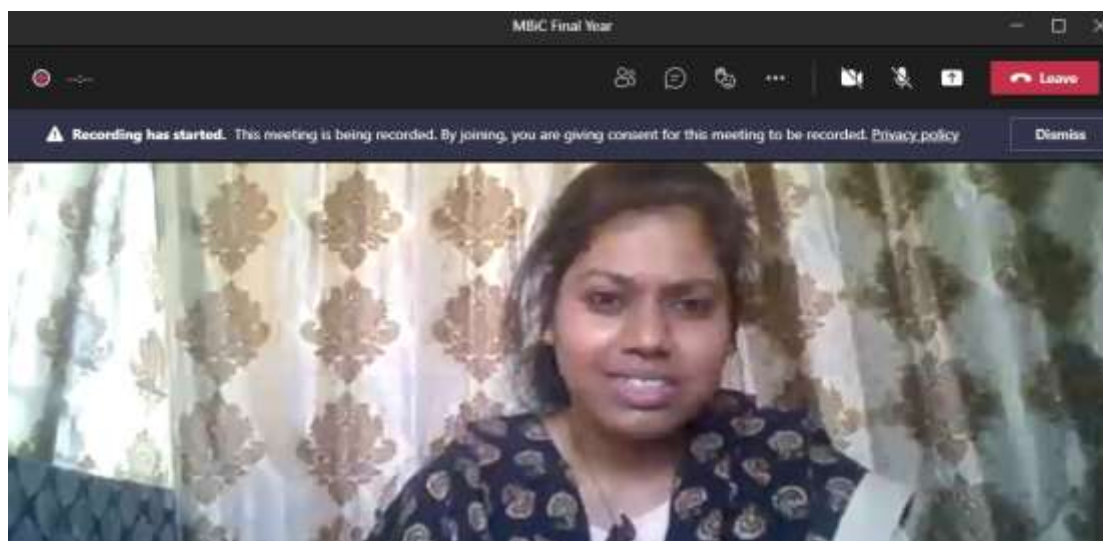 MBiC Final Year
--:--
Leave
Recording has started. This meeting is being recorded. By joining, you are giving consent for this meeting to be recorded. Privacy policy
Dismiss